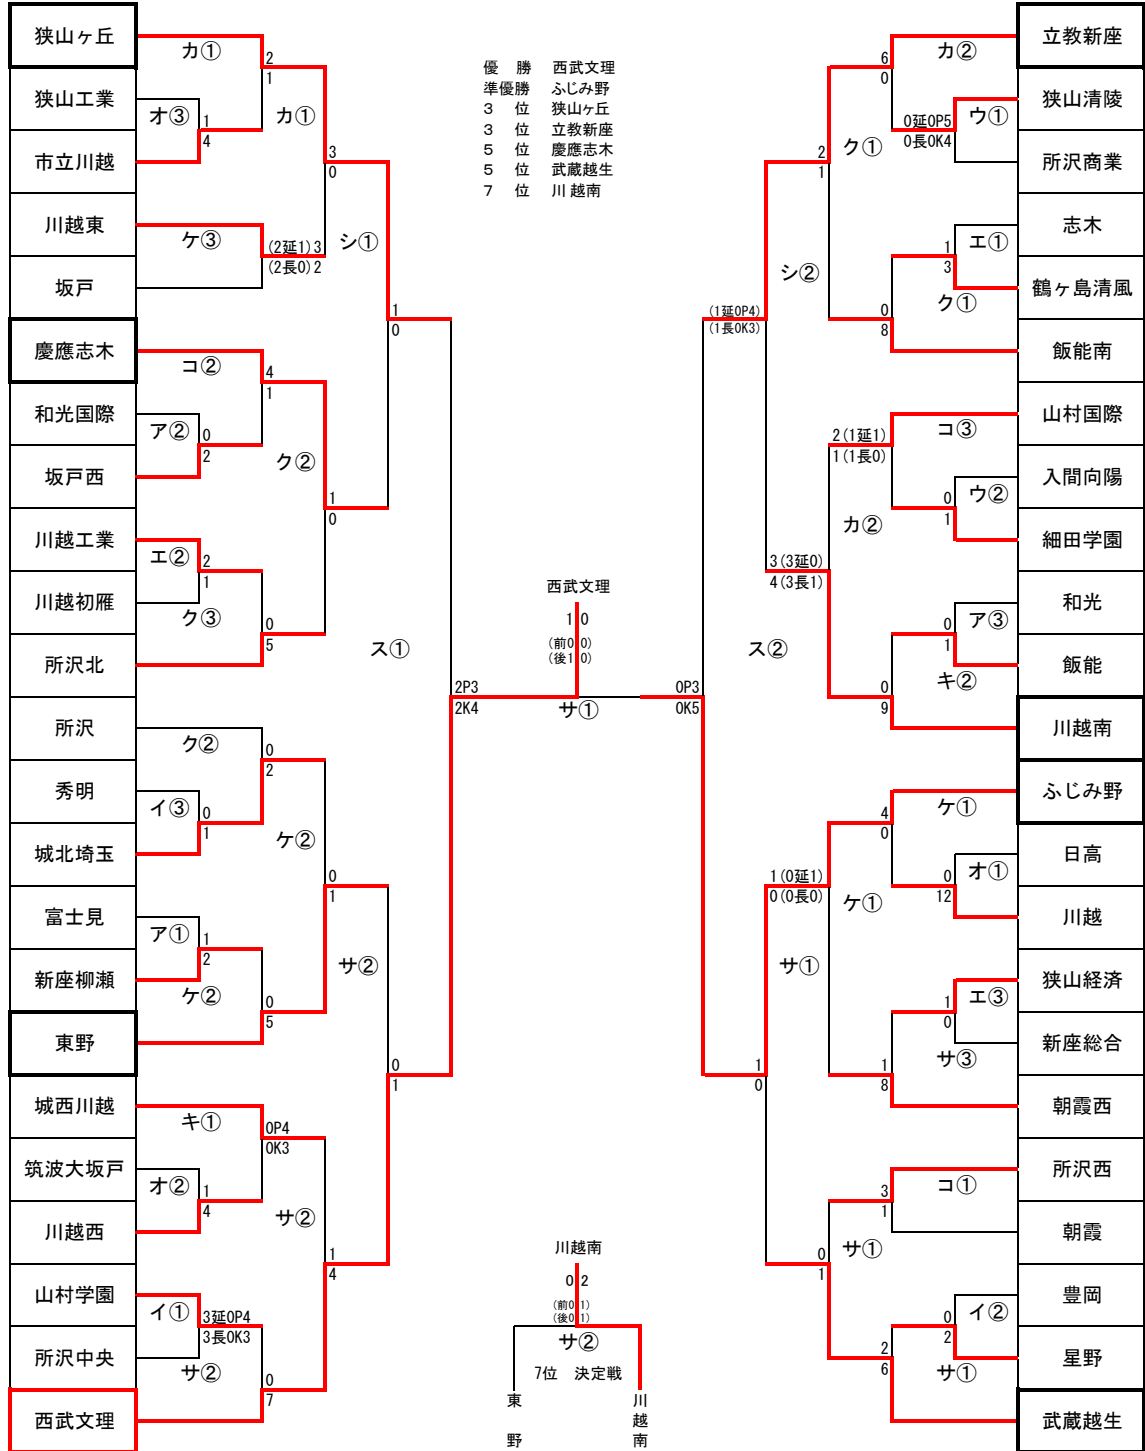 狭山ヶ丘
狭山工業
市立川越
川越東
坂戸
慶應志木
和光国際
坂戸西
川越工業
川越初雁
所沢北
所沢
秀明
城北埼玉
富士見
新座柳瀬
東野
城西川越
筑波大坂戸
川越西
山村学園
所沢中央
西武文理
カ①
2
1
オ③
1
4
カ①
3
0
ケ③
(2延1)3
(2長0)2
シ①
1
0
コ②
4
1
ア②
0
2
ク②
1
0
エ②
2
1
ク③
0
5
ス①
2P3
2K4
ク②
0
2
イ③
0
1
ケ②
0
1
ア①
1
2
ケ②
0
5
サ②
0
1
キ①
0P4
0K3
オ②
1
4
サ②
1
4
イ①
3延0P4
3長0K3
サ②
0
7
優 勝 西武文理
準優勝 ふじみ野
3 位 狭山ヶ丘
3 位 立教新座
5 位 慶應志木
5 位 武蔵越生
7 位 川越南
西武文理
1 0
(前0 0)
(後1 0)
サ①
川越南
0 2
(前0 1)
(後0 1)
サ②
7位 決定戦
東野
川越南
カ②
6
0
0延0P5
0長0K4
ウ①
ク①
2
1
エ①
1
3
ク①
0
8
シ②
(1延0P4)
(1長0K3)
コ③
2(1延1)
1(1長0)
ウ②
0
1
カ②
3(3延0)
4(3長1)
ア③
0
1
キ②
0
9
ス②
0P3
0K5
ケ①
4
0
オ①
0
12
1(0延1)
0(0長0)
ケ①
エ③
1
0
サ③
1
8
サ①
1
0
コ①
3
1
サ①
0
1
イ②
0
2
サ①
2
6
立教新座
狭山清陵
所沢商業
志木
鶴ヶ島清風
飯能南
山村国際
入間向陽
細田学園
和光
飯能
川越南
ふじみ野
日高
川越
狭山経済
新座総合
朝霞西
所沢西
朝霞
豊岡
星野
武蔵越生